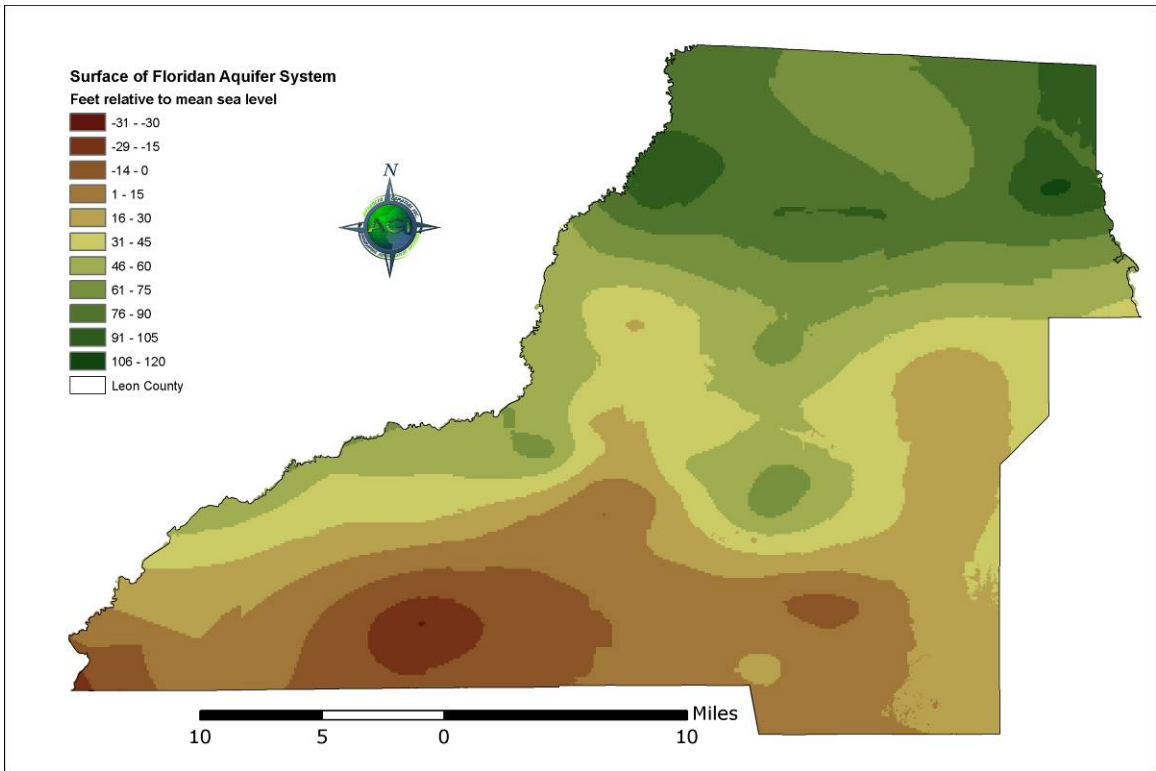 Surface of Floridan Aquifer System
Feet relative to mean sea level
-31 - -30
-29 - -15
-14 - 0
1 - 15
16 - 30
31 - 45
46 - 60
61 - 75
76 - 90
91 - 105
106 - 120
Leon County
N
AGI
Miles
10 5 0 10